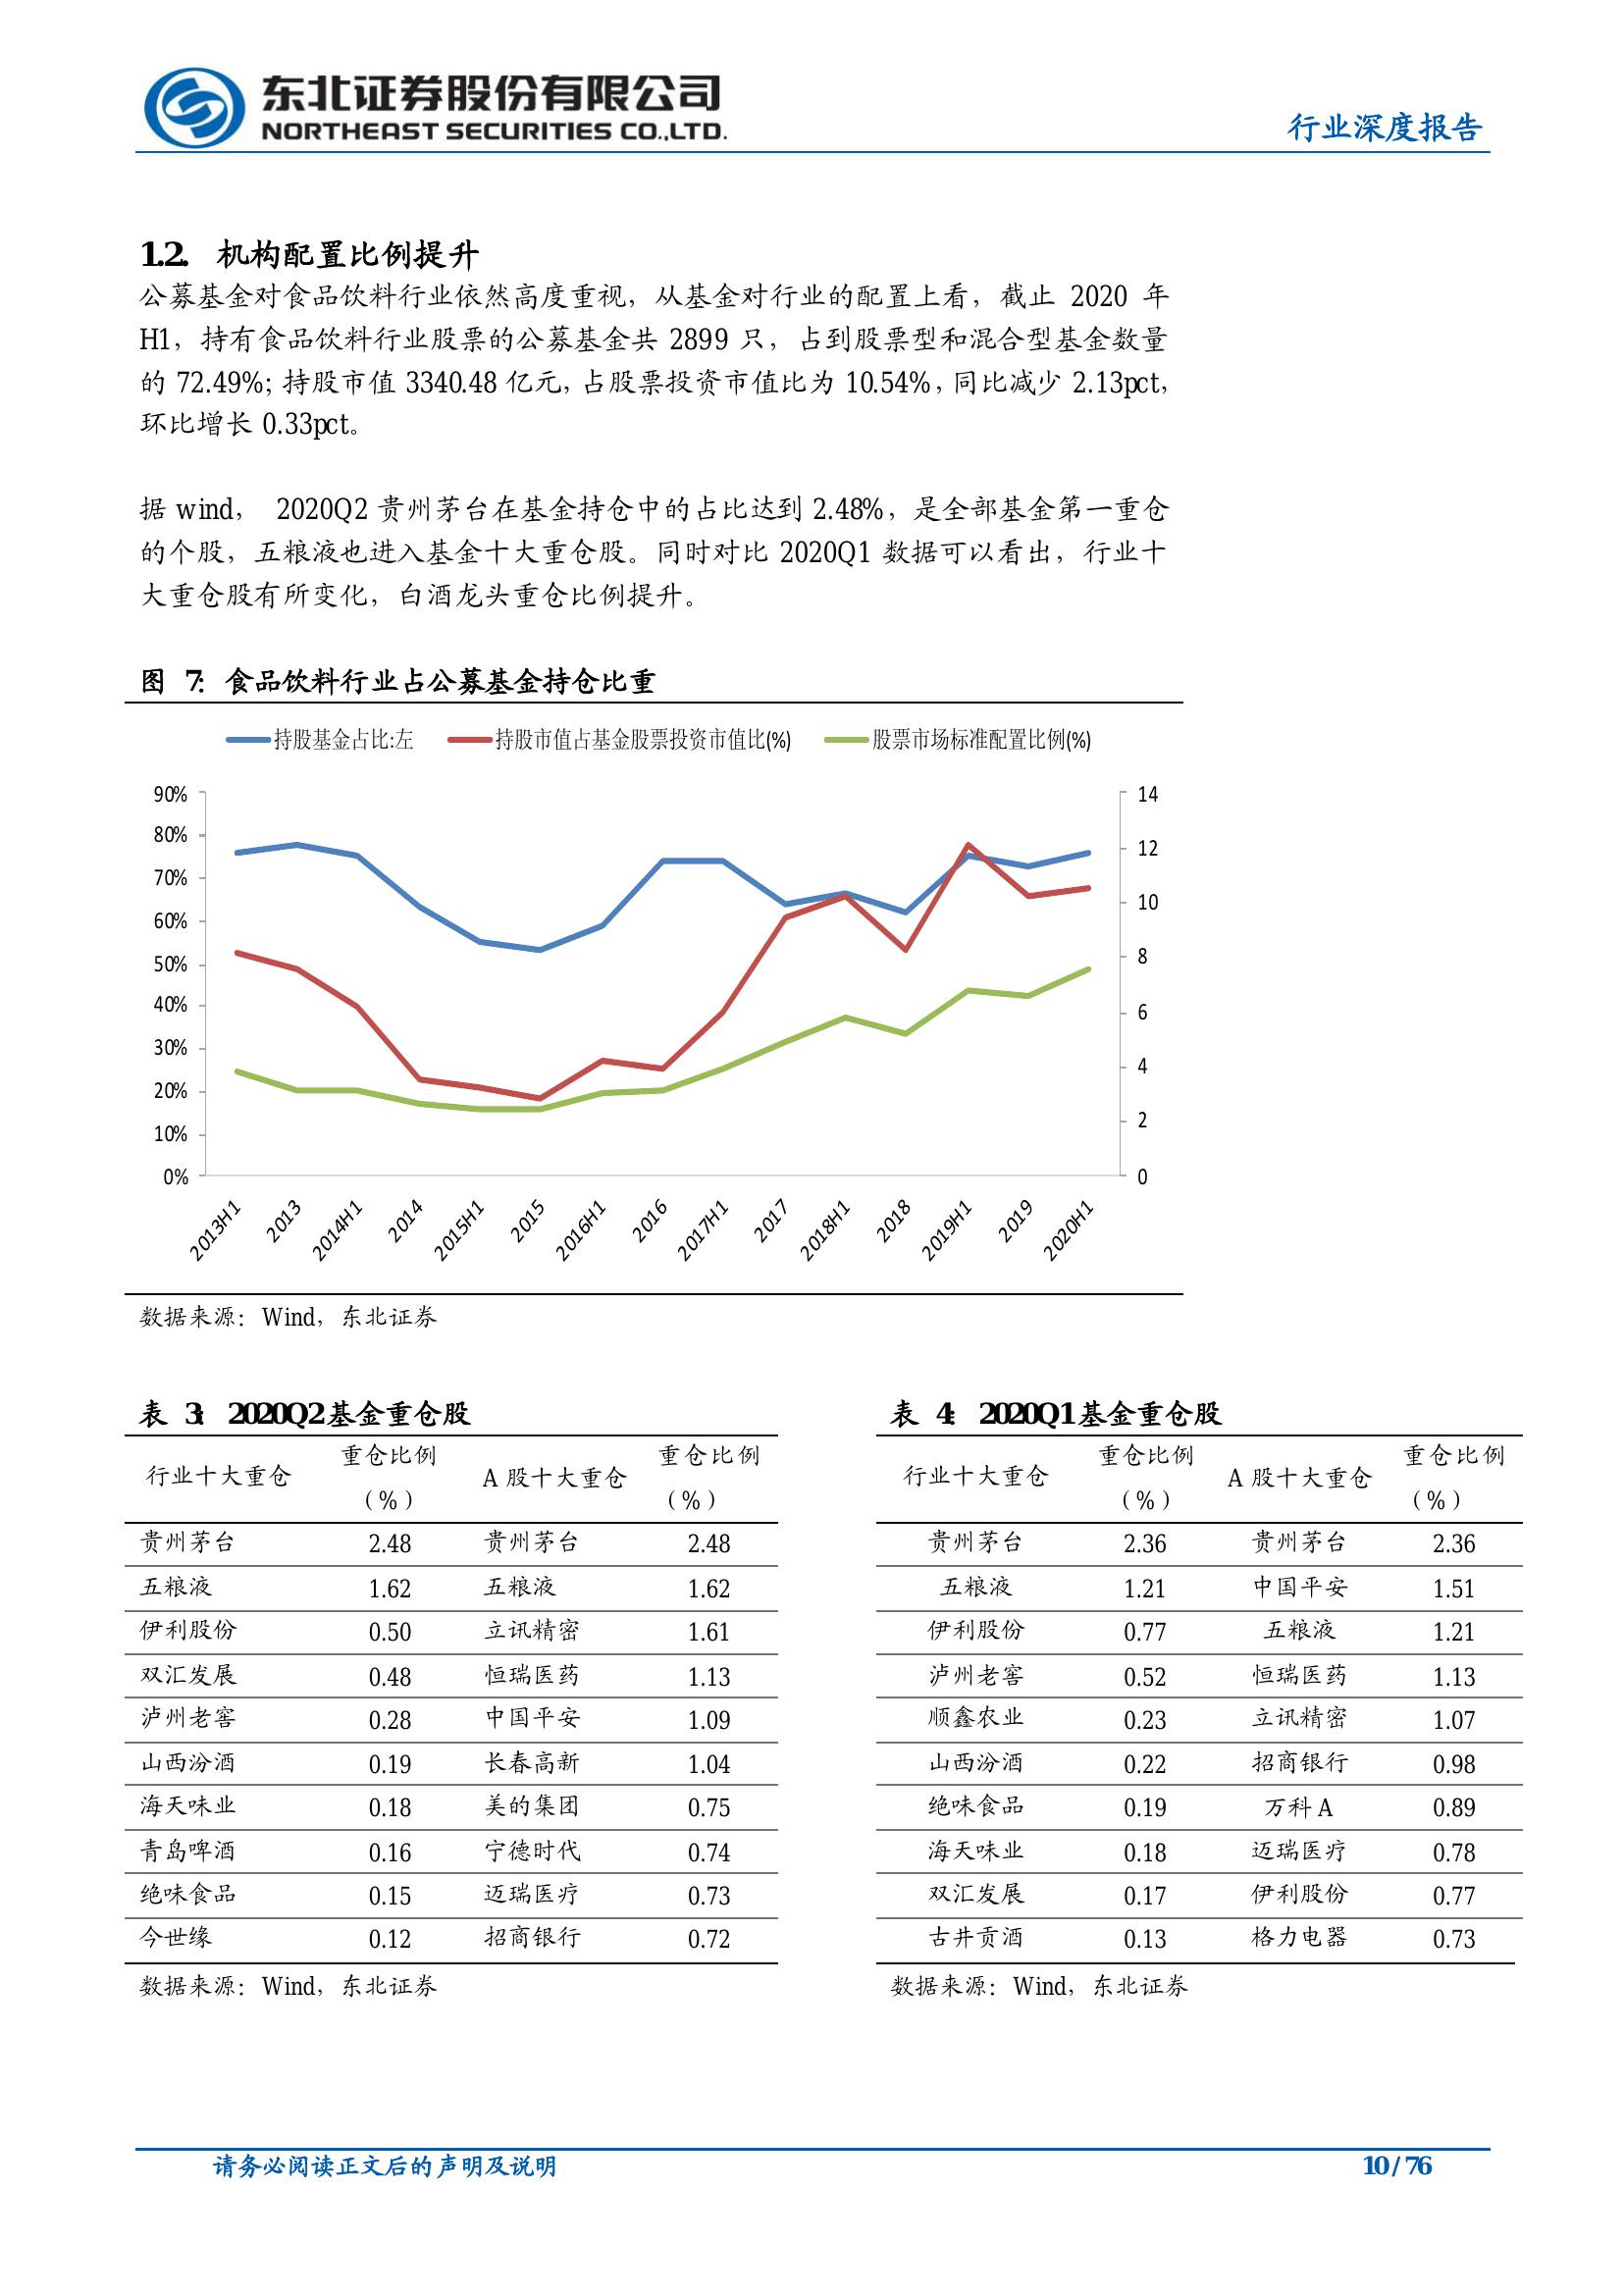 东北证券股份有限公司
NORTHEAST SECURITIES CO.,LTD.
行业深度报告
1.2. 机构配置比例提升
公募基金对食品饮料行业依然高度重视，从基金对行业的配置上看，截止 2020 年
H1，持有食品饮料行业股票的公募基金共 2899 只，占到股票型和混合型基金数量
的 72.49%；持股市值 3340.48 亿元，占股票投资市值比为 10.54%，同比减少 2.13pct，
环比增长 0.33pct。
据 wind， 2020Q2 贵州茅台在基金持仓中的占比达到 2.48%，是全部基金第一重仓
的个股，五粮液也进入基金十大重仓股。同时对比 2020Q1 数据可以看出，行业十
大重仓股有所变化，白酒龙头重仓比例提升。
图 7：食品饮料行业占公募基金持仓比重
持股基金占比:左 持股市值占基金股票投资市值比(%) 股票市场标准配置比例(%)
90% 14
80% 12
70% 10
60% 8
50% 6
40% 4
30% 2
20% 0
10%
0%
2013H1 2013 2014H1 2014 2015H1 2015 2016H1 2016 2017H1 2017 2018H1 2018 2019H1 2019 2020H1
数据来源：Wind，东北证券
表 3： 2020Q2 基金重仓股
行业十大重仓 重仓比例（%） A 股十大重仓 重仓比例（%）
贵州茅台 2.48 贵州茅台 2.48
五粮液 1.62 五粮液 1.62
伊利股份 0.50 立讯精密 1.61
双汇发展 0.48 恒瑞医药 1.13
泸州老窖 0.28 中国平安 1.09
山西汾酒 0.19 长春高新 1.04
海天味业 0.18 美的集团 0.75
青岛啤酒 0.16 宁德时代 0.74
绝味食品 0.15 迈瑞医疗 0.73
今世缘 0.12 招商银行 0.72
数据来源：Wind，东北证券
表 4： 2020Q1 基金重仓股
行业十大重仓 重仓比例（%） A 股十大重仓 重仓比例（%）
贵州茅台 2.36 贵州茅台 2.36
五粮液 1.21 中国平安 1.51
伊利股份 0.77 五粮液 1.21
泸州老窖 0.52 恒瑞医药 1.13
顺鑫农业 0.23 立讯精密 1.07
山西汾酒 0.22 招商银行 0.98
绝味食品 0.19 万科 A 0.89
海天味业 0.18 迈瑞医疗 0.78
双汇发展 0.17 伊利股份 0.77
古井贡酒 0.13 格力电器 0.73
数据来源：Wind，东北证券
请务必阅读正文后的声明及说明
10 / 76